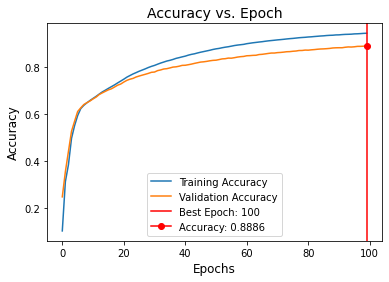 Accuracy vs. Epoch
Accuracy
0.8
0.6
0.4
0.2
Training Accuracy
Validation Accuracy
Best Epoch: 100
Accuracy: 0.8886
0 20 40 60 80 100
Epochs